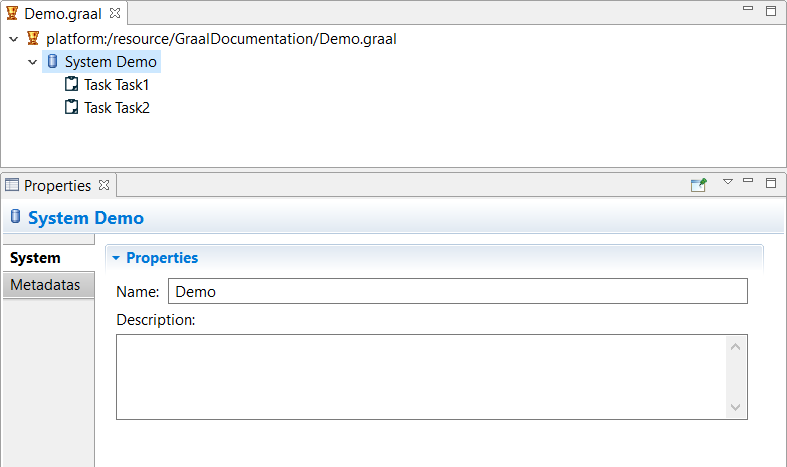 Demo.graal
platform:/resource/GraalDocumentation/Demo.graal
System Demo
Task Task1
Task Task2
Properties
System Demo
System
Metadatas
Properties
Name: Demo
Description: